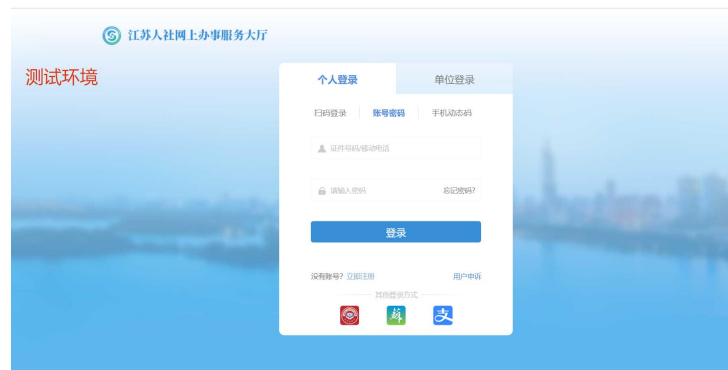 江苏人社网上办事服务大厅
测试环境
个人登录 单位登录
扫码登录 账号密码 手机动态码
证件号码/移动电话
请输入密码 忘记密码?
登录
没有账号? 立即注册 用户申诉
其他登录方式
苏
支